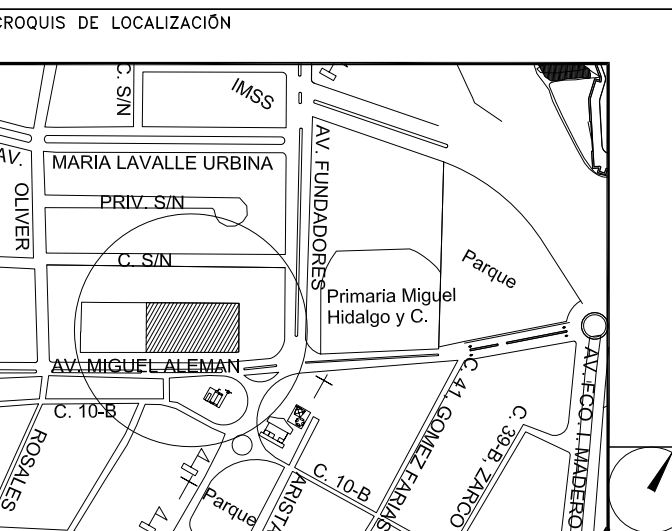 CROQUIS DE LOCALIZACIÓN
C. S/N
IMSS
AV.
MARIA LAVALLE URBINA
OLIVER
PRIV. S/N
AV. FUNDADORES
C. S/N
Parque
Primaria Miguel
Hidalgo y C.
AV. MIGUEL ALEMAN
C. 10-B
C. 41, GOMEZ FARIAS
C. 39-B, ZARCO
AV. FCO. I. MADERO
ROSALES
C. 10-B
Parque
ARISTA